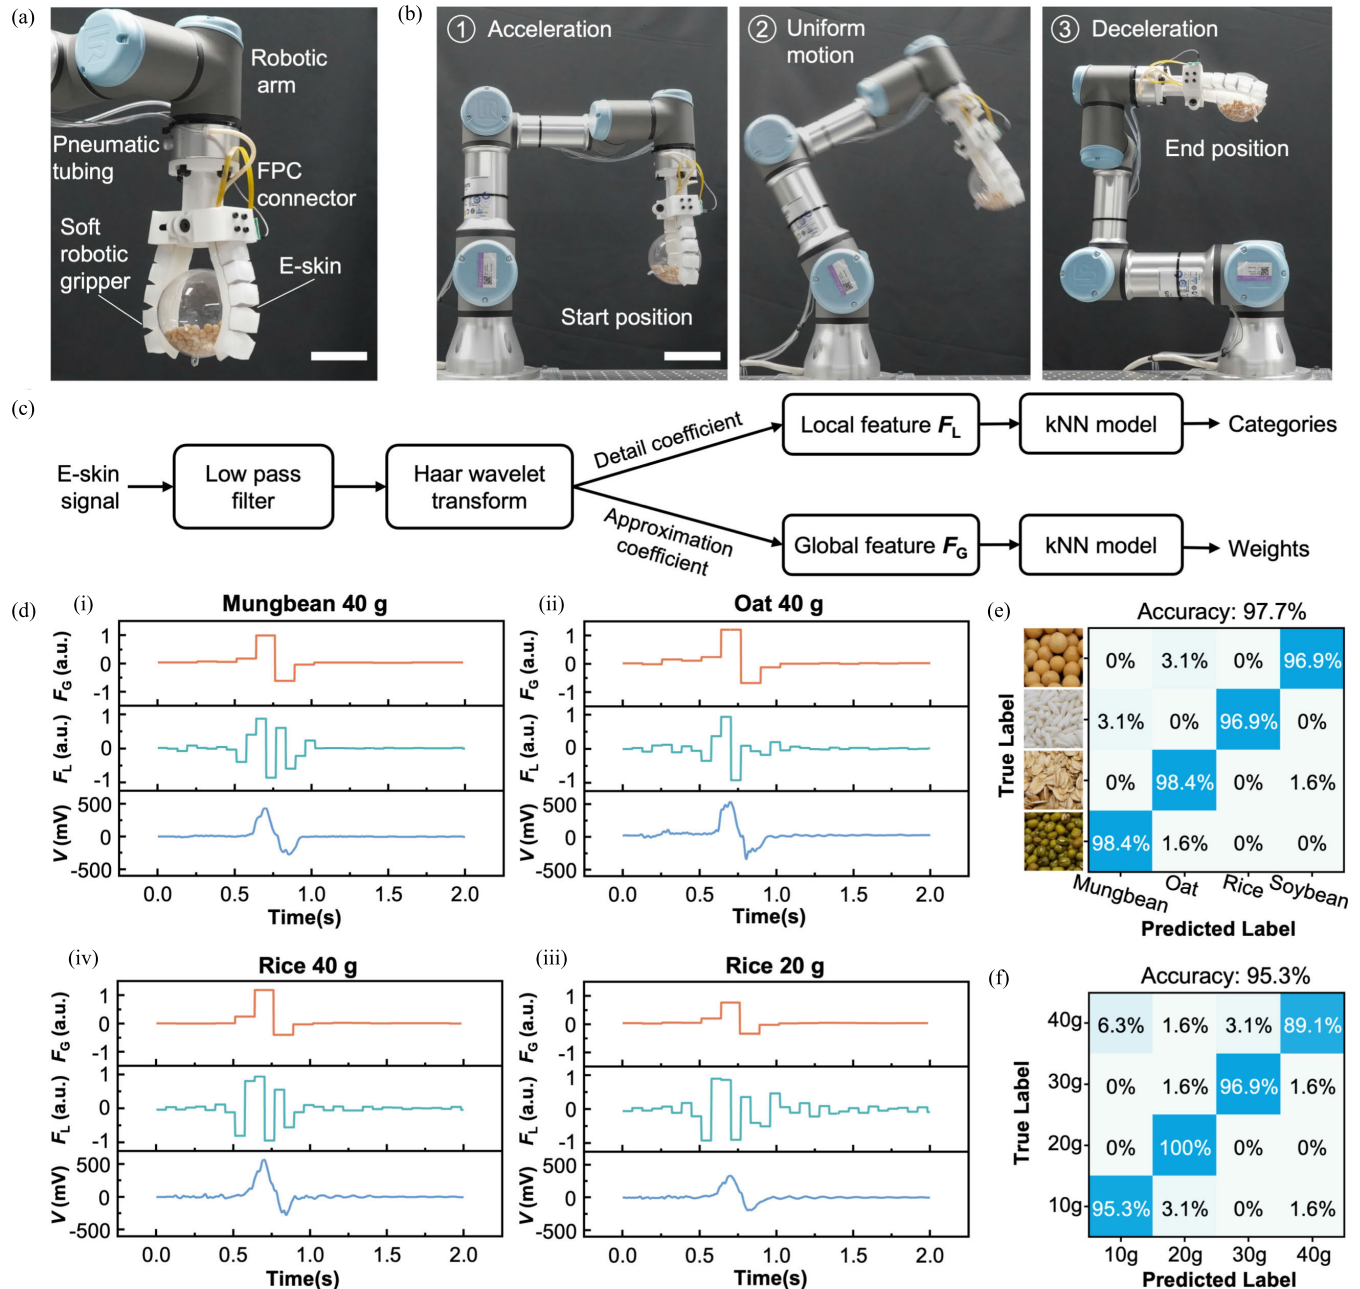 (a)
Robotic
arm
Pneumatic
tubing
FPC
connector
Soft
robotic
gripper
E-skin
(b)
① Acceleration
Start position
② Uniform
motion
③ Deceleration
End position
(c)
E-skin
signal
Low pass
filter
Haar wavelet
transform
Detail coefficient
Approximation
coefficient
Local feature FL
kNN model
Categories
Global feature FG
kNN model
Weights
(d)
(i)
Mungbean 40 g
FG (a.u.)
1
0
-1
FL (a.u.)
1
0
-1
V (mV)
500
0
-500
0.0 0.5 1.0 1.5 2.0
Time(s)
(ii)
Oat 40 g
FG (a.u.)
1
0
-1
FL (a.u.)
1
0
-1
V (mV)
500
0
-500
0.0 0.5 1.0 1.5 2.0
Time(s)
(iv)
Rice 40 g
FG (a.u.)
1
0
-1
FL (a.u.)
1
0
-1
V (mV)
500
0
-500
0.0 0.5 1.0 1.5 2.0
Time(s)
(iii)
Rice 20 g
FG (a.u.)
1
0
-1
FL (a.u.)
1
0
-1
V (mV)
500
0
-500
0.0 0.5 1.0 1.5 2.0
Time(s)
(e)
Accuracy: 97.7%
True Label
0% 3.1% 0% 96.9%
3.1% 0% 96.9% 0%
0% 98.4% 0% 1.6%
98.4% 1.6% 0% 0%
Mungbean Oat Rice Soybean
Predicted Label
(f)
Accuracy: 95.3%
True Label
40g 6.3% 1.6% 3.1% 89.1%
30g 0% 1.6% 96.9% 1.6%
20g 0% 100% 0% 0%
10g 95.3% 3.1% 0% 1.6%
10g 20g 30g 40g
Predicted Label